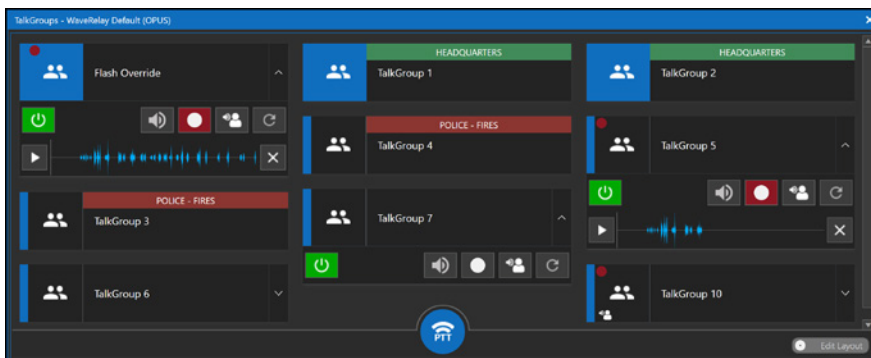 TalkGroups - WaveRelay Default (OPUS)
Flash Override
HEADQUARTERS
TalkGroup 1
HEADQUARTERS
TalkGroup 2
POLICE - FIRES
TalkGroup 4
TalkGroup 5
POLICE - FIRES
TalkGroup 3
TalkGroup 7
TalkGroup 6
TalkGroup 10
PTT
Edit Layout